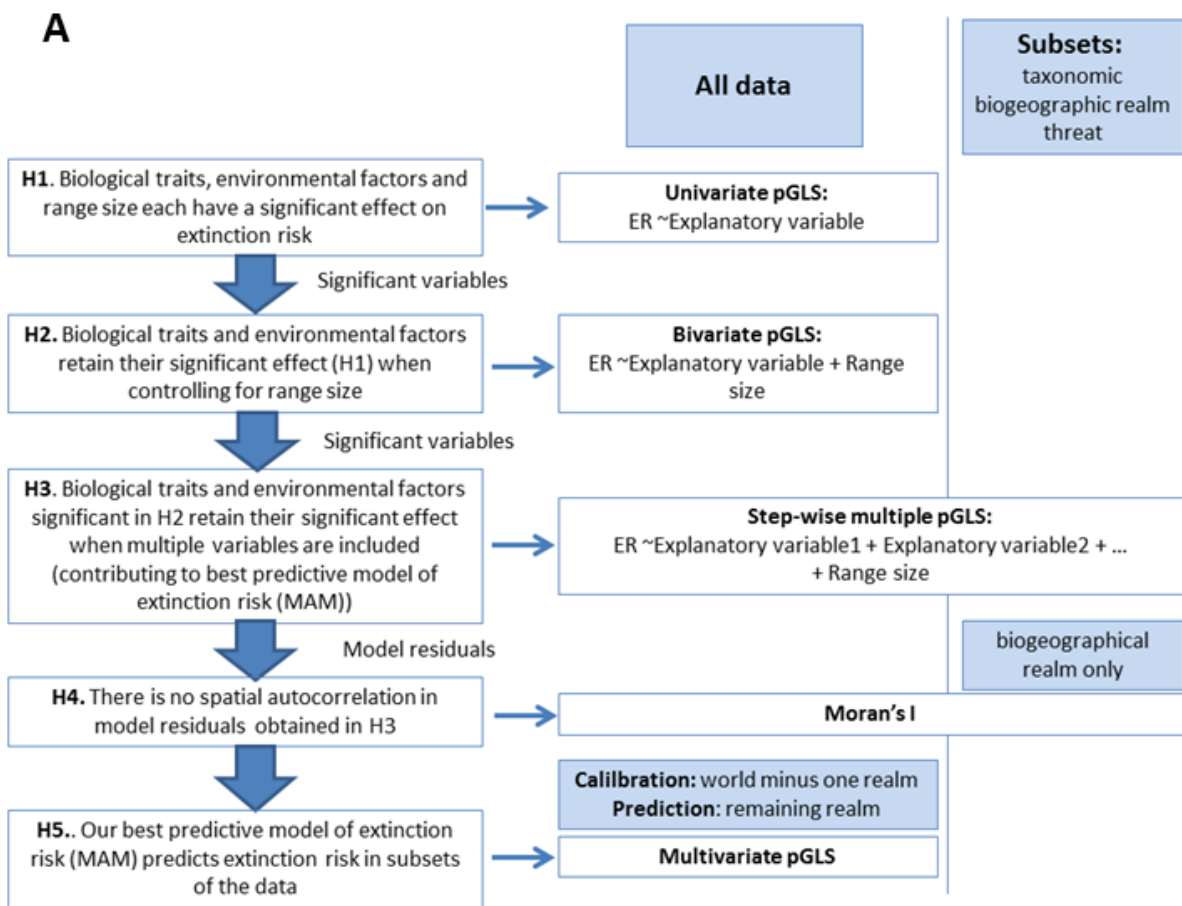 A
All data
Subsets:
taxonomic
biogeographic realm
threat
H1. Biological traits, environmental factors and
range size each have a significant effect on
extinction risk
Univariate pGLS:
ER ~Explanatory variable
Significant variables
H2. Biological traits and environmental factors
retain their significant effect (H1) when
controlling for range size
Bivariate pGLS:
ER ~Explanatory variable + Range
size
Significant variables
H3. Biological traits and environmental factors
significant in H2 retain their significant effect
when multiple variables are included
(contributing to best predictive model of
extinction risk (MAM))
Step-wise multiple pGLS:
ER ~Explanatory variable1 + Explanatory variable2 + ...
+ Range size
Model residuals
biogeographical
realm only
H4. There is no spatial autocorrelation in
model residuals obtained in H3
Moran's I
Calilbration: world minus one realm
Prediction: remaining realm
H5.. Our best predictive model of extinction
risk (MAM) predicts extinction risk in subsets
of the data
Multivariate pGLS